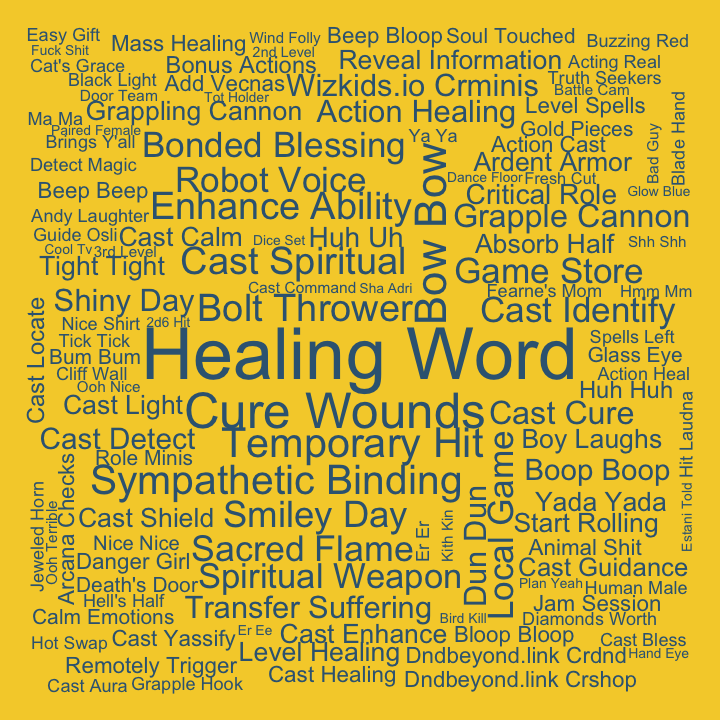 Easy Gift
Fuck Shit
Cat's Grace
Mass Healing
Wind Folly
2nd Level
Beep Bloop
Soul Touched
Buzzing Red
Bonus Actions
Reveal Information
Acting Real
Black Light
Add Vecnas
Wizkids.io Crminis
Truth Seekers
Battle Cam
Door Team
Tot Holder
Ma Ma
Grappling Cannon
Action Healing
Level Spells
Paired Female
Brings Y'all
Bonded Blessing
Ya Ya
Gold Pieces
Action Cast
Bad Guy
Blade Hand
Detect Magic
Robot Voice
Ardent Armor
Dance Floor
Fresh Cut
Beep Beep
Enhance Ability
Bow Bow
Critical Role
Glow Blue
Andy Laughter
Grapple Cannon
Guide Osli
Cast Calm
Dice Set
Huh Uh
Absorb Half
Shh Shh
Cool Tv
3rd Level
Tight Tight
Cast Spiritual
Game Store
Cast Command
Sha Adri
Fearne's Mom
Hmm Mm
Shiny Day
Bolt Thrower
Cast Identify
Cast Locate
Nice Shirt
2d6 Hit
Tick Tick
Healing Word
Spells Left
Bum Bum
Glass Eye
Cliff Wall
Action Heal
Ooh Nice
Huh Huh
Cast Light
Cure Wounds
Cast Cure
Hit Laudna
Cast Detect
Temporary Hit
Boy Laughs
Role Minis
Sympathetic Binding
Local Game
Boop Boop
Estani Told
Jeweled Horn
Ooh Terrible
Arcana Checks
Cast Shield
Smiley Day
Er Er
Kith Kin
Dun Dun
Yada Yada
Start Rolling
Nice Nice
Sacred Flame
Animal Shit
Danger Girl
Spiritual Weapon
Cast Guidance
Death's Door
Plan Yeah
Human Male
Hell's Half
Transfer Suffering
Jam Session
Calm Emotions
Bird Kill
Diamonds Worth
Hot Swap
Cast Yassify
Er Ee
Cast Enhance
Bloop Bloop
Cast Bless
Remotely Trigger
Level Healing
Dndbeyond.link Crdnd
Hand Eye
Cast Aura
Grapple Hook
Cast Healing
Dndbeyond.link Crshop